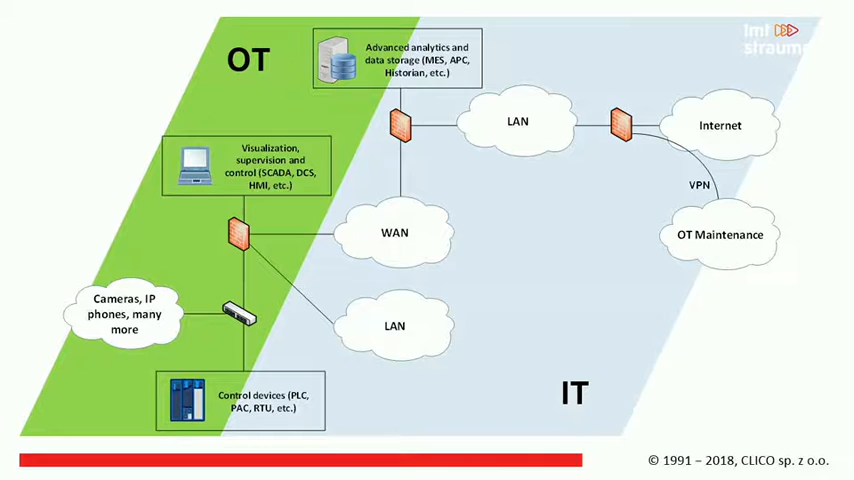 OT
Advanced analytics and
data storage (MES, APC,
Historian, etc.)
lmt
straume
LAN
Internet
Visualization,
supervision and
control (SCADA, DCS,
HMI, etc.)
VPN
WAN
OT Maintenance
Cameras, IP
phones, many
more
LAN
Control devices (PLC,
PAC, RTU, etc.)
IT
© 1991 – 2018, CLICO sp. z o.o.